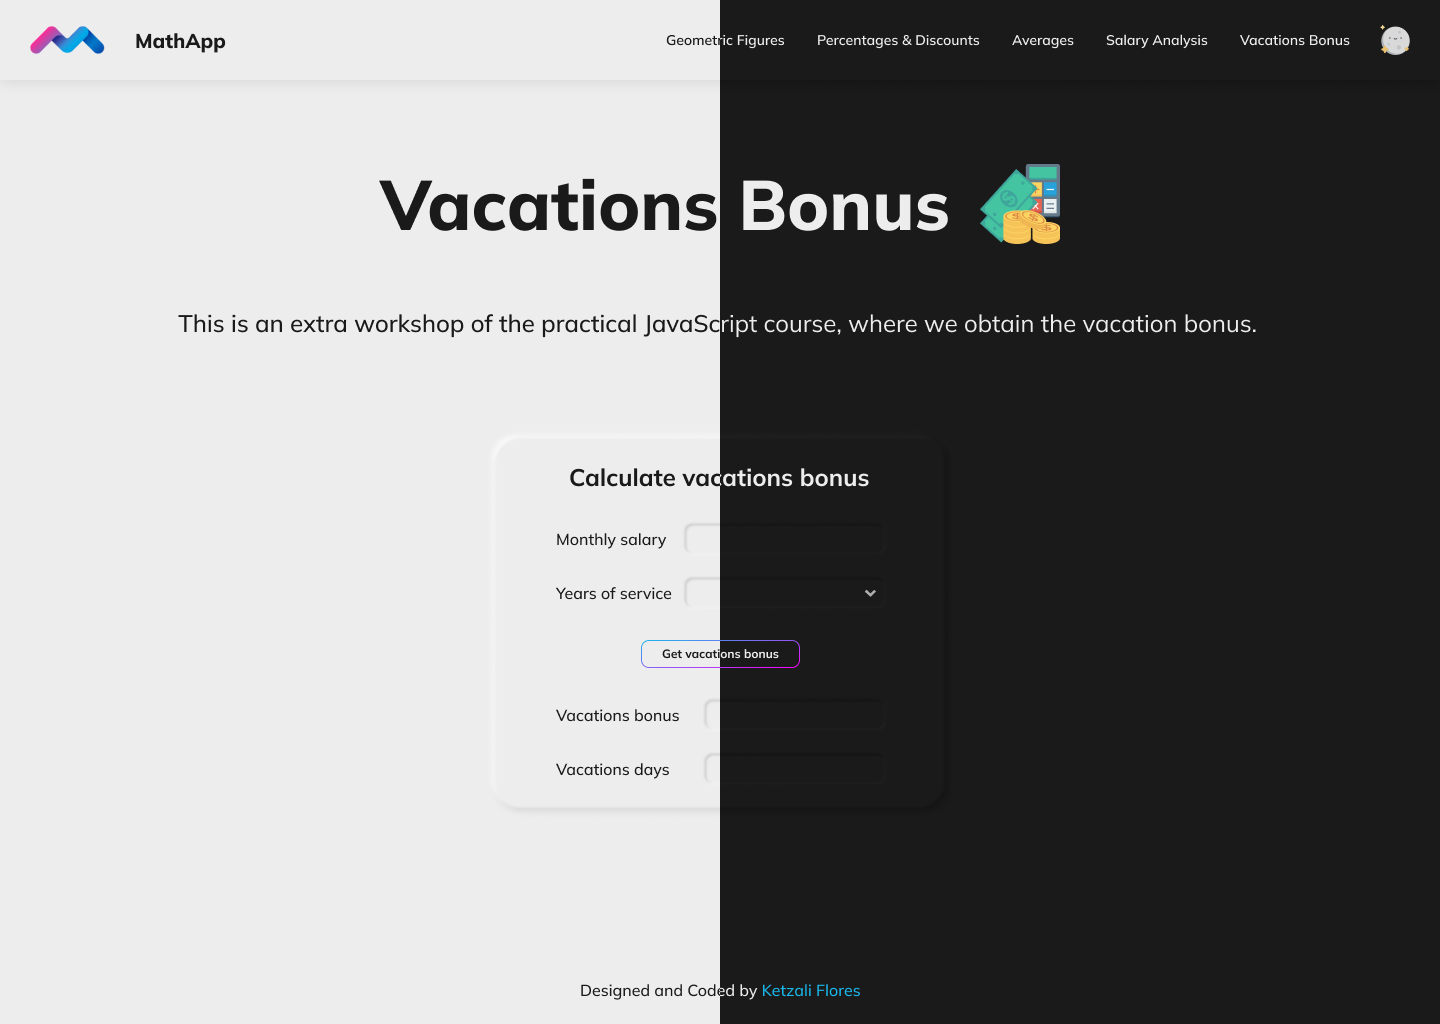 MathApp
Geometric Figures
Percentages & Discounts
Averages
Salary Analysis
Vacations Bonus
Vacations Bonus
This is an extra workshop of the practical JavaScript course, where we obtain the vacation bonus.
Calculate vacations bonus
Monthly salary
Years of service
Get vacations bonus
Vacations bonus
Vacations days
Designed and Coded by Ketzali Flores